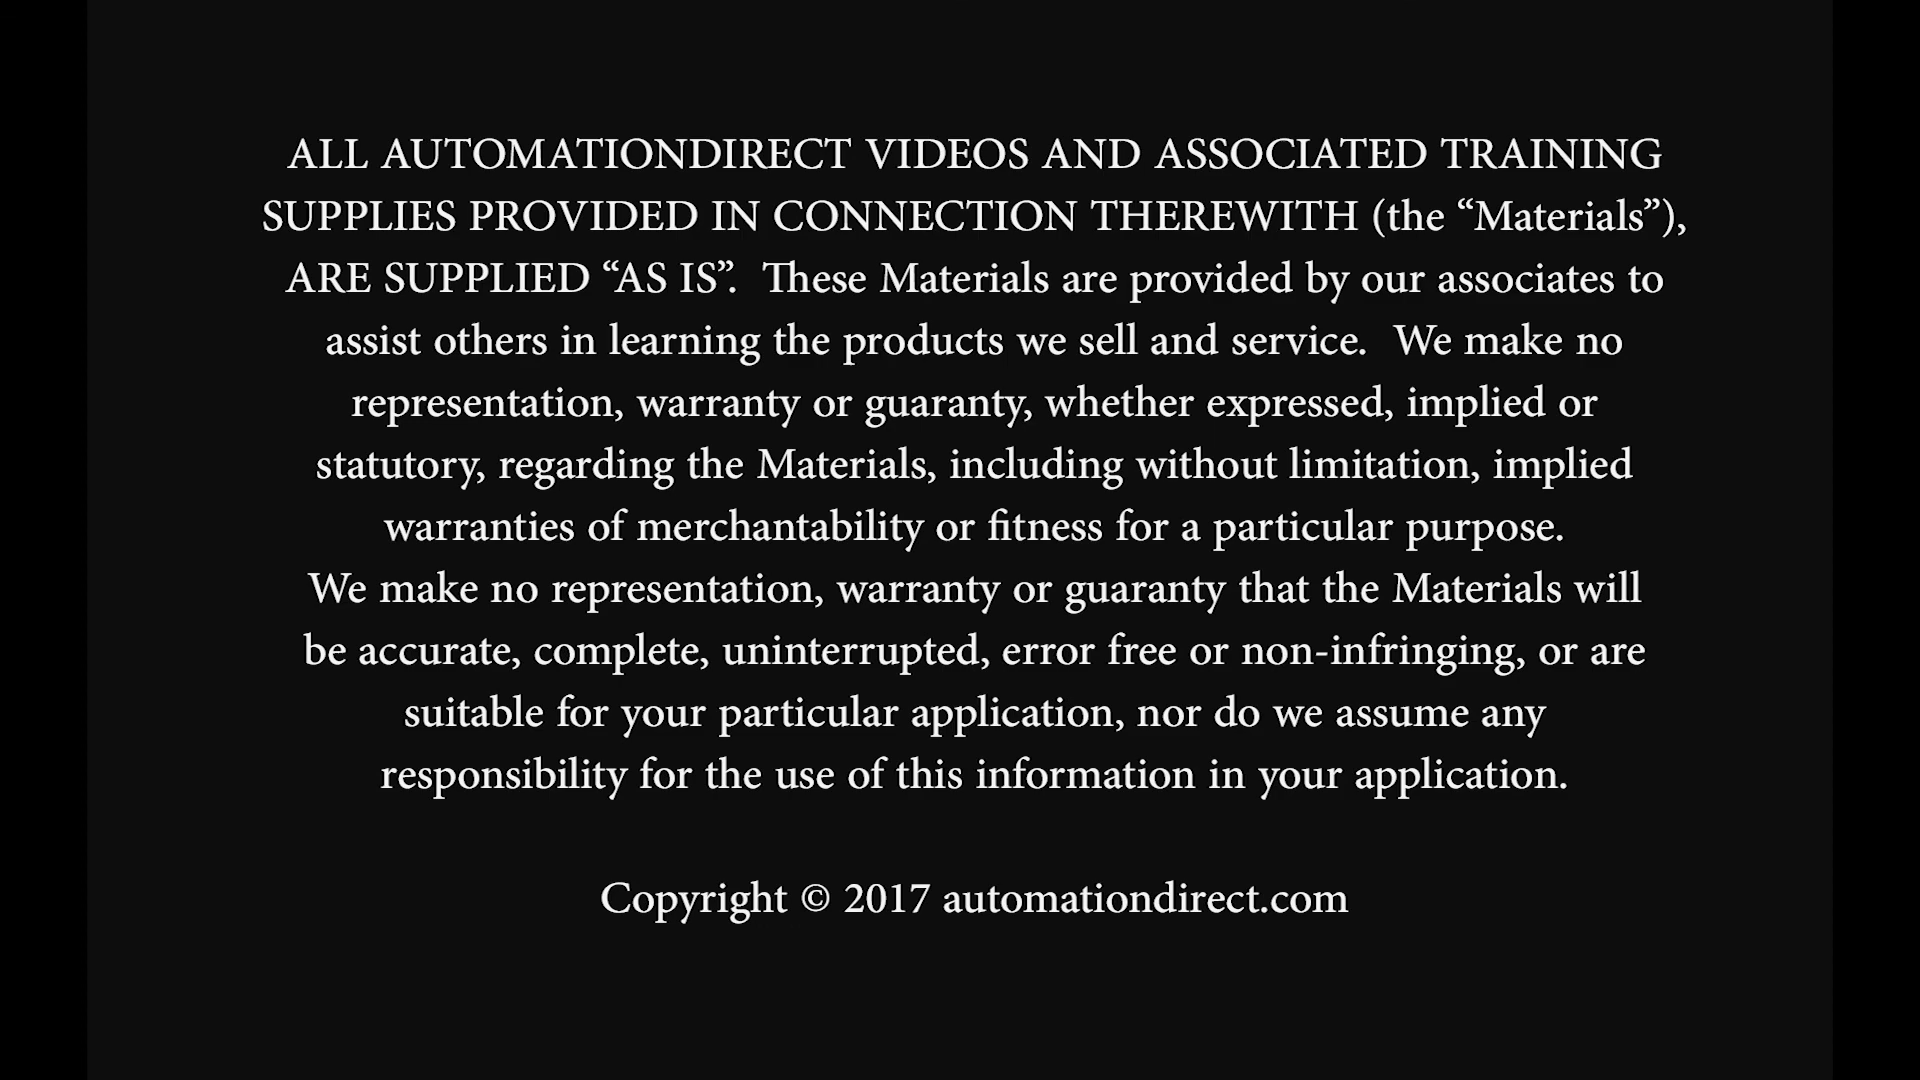 ALL AUTOMATIONDIRECT VIDEOS AND ASSOCIATED TRAINING
SUPPLIES PROVIDED IN CONNECTION THEREWITH (the “Materials”),
ARE SUPPLIED “AS IS”.  These Materials are provided by our associates to
assist others in learning the products we sell and service.  We make no
representation, warranty or guaranty, whether expressed, implied or
statutory, regarding the Materials, including without limitation, implied
warranties of merchantability or fitness for a particular purpose.
We make no representation, warranty or guaranty that the Materials will
be accurate, complete, uninterrupted, error free or non-infringing, or are
suitable for your particular application, nor do we assume any
responsibility for the use of this information in your application.
Copyright © 2017 automationdirect.com